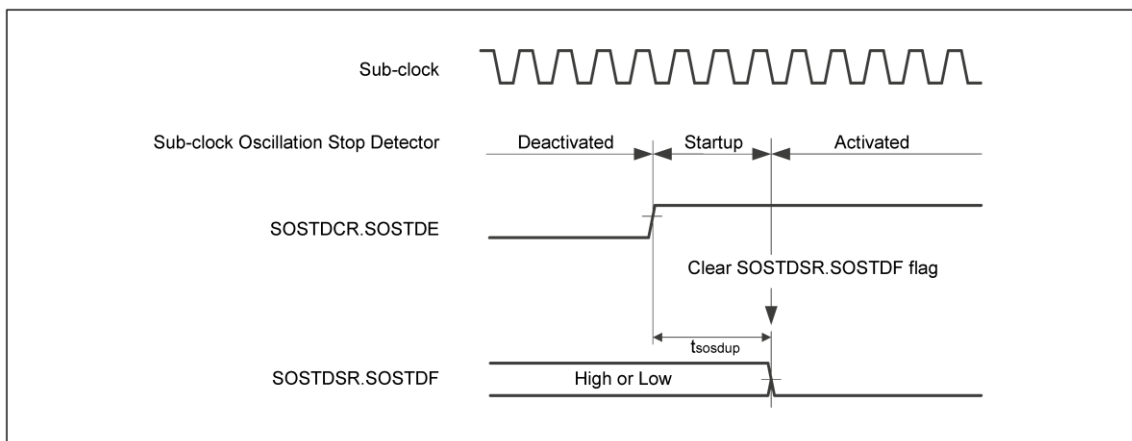 Sub-clock
Sub-clock Oscillation Stop Detector
Deactivated
Startup
Activated
SOSTDCR.SOSTDE
Clear SOSTDSR.SOSTDF flag
tsosdup
SOSTDSR.SOSTDF
High or Low